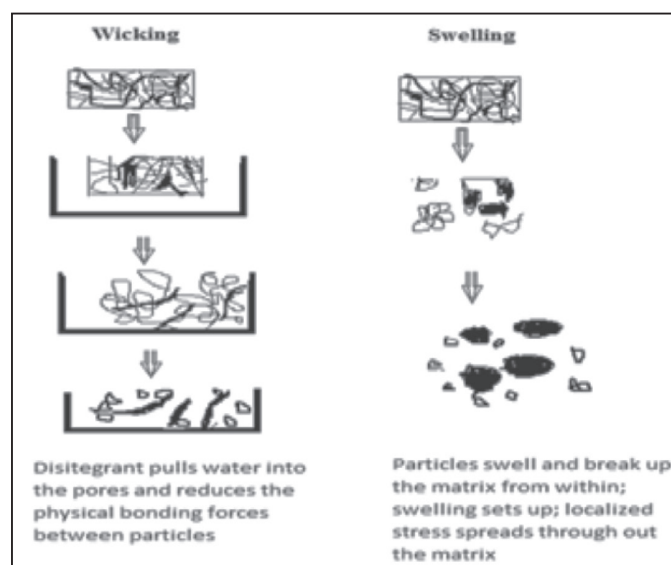 Wicking
Disitegrant pulls water into
the pores and reduces the
physical bonding forces
between particles
Swelling
Particles swell and break up
the matrix from within;
swelling sets up; localized
stress spreads through out
the matrix